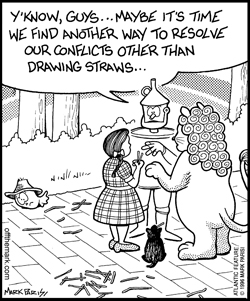 Y'KNOW, GUYS...MAYBE IT'S TIME
WE FIND ANOTHER WAY TO RESOLVE
OUR CONFLICTS OTHER THAN
DRAWING STRAWS...
offthemark.com
MARK PARISI
ATLANTIC FEATURE
© MARK PARISI